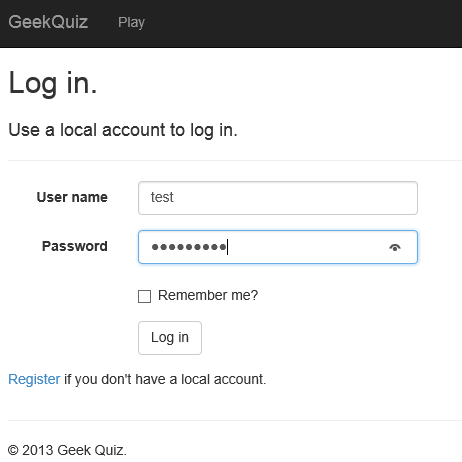 GeekQuiz Play
Log in.
Use a local account to log in.
User name test
Password •••••••••
Remember me?
Log in
Register if you don't have a local account.
© 2013 Geek Quiz.